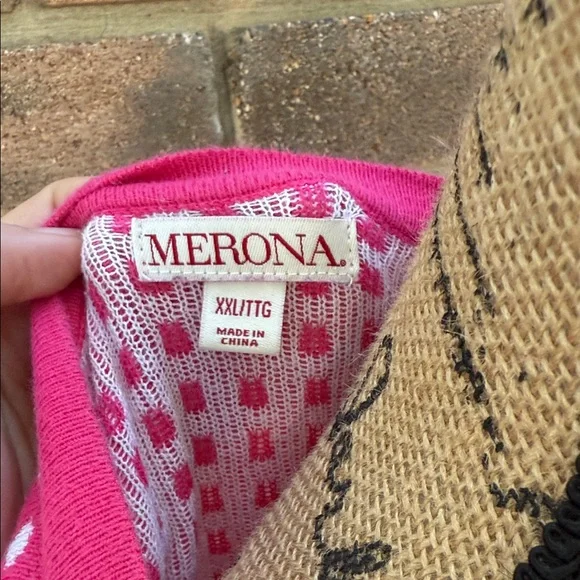 MERONA.
XXL/TTG
MADE IN
CHINA